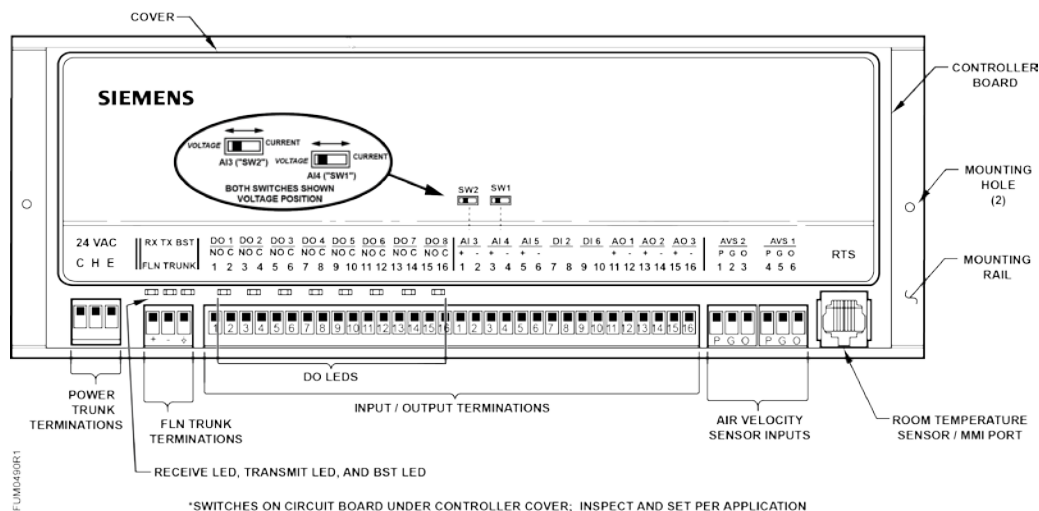 COVER
CONTROLLER
BOARD
SIEMENS
VOLTAGE CURRENT
AI3 ("SW2")
VOLTAGE CURRENT
AI4 ("SW1")
BOTH SWITCHES SHOWN
VOLTAGE POSITION
SW2 SW1
MOUNTING
HOLE
(2)
24 VAC RX TX BST DO 1 DO 2 DO 3 DO 4 DO 5 DO 6 DO 7 DO 8 AI 3 AI 4 AI 5 DI 2 DI 6 AO 1 AO 2 AO 3 AVS 2 AVS 1 RTS
NO C NO C NO C NO C NO C NO C NO C NO C + - + - + - + - + - + - P G O P G O
C H E FLN TRUNK 1 2 3 4 5 6 7 8 9 10 11 12 13 14 15 16 1 2 3 4 5 6 7 8 9 10 11 12 13 14 15 16 1 2 3 4 5 6
MOUNTING
RAIL
1 2 3 4 5 6 7 8 9 10 11 12 13 14 15 16 1 2 3 4 5 6 7 8 9 10 11 12 13 14 15 16
+ - ◇ P G O P G O
DO LEDS
POWER
TRUNK
TERMINATIONS
FLN TRUNK
TERMINATIONS
INPUT / OUTPUT TERMINATIONS
AIR VELOCITY
SENSOR INPUTS
ROOM TEMPERATURE
SENSOR / MMI PORT
RECEIVE LED, TRANSMIT LED, AND BST LED
FUM0490R1
*SWITCHES ON CIRCUIT BOARD UNDER CONTROLLER COVER; INSPECT AND SET PER APPLICATION